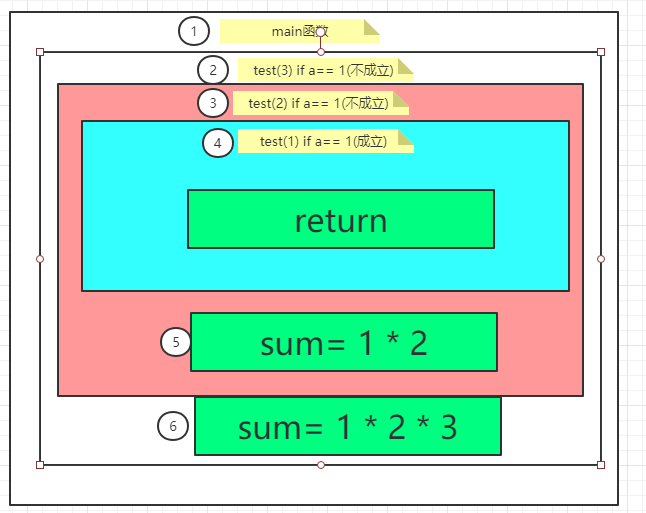 1 main函数
2 test(3) if a== 1(不成立)
3 test(2) if a== 1(不成立)
4 test(1) if a== 1(成立)
return
5 sum= 1 * 2
6 sum= 1 * 2 * 3